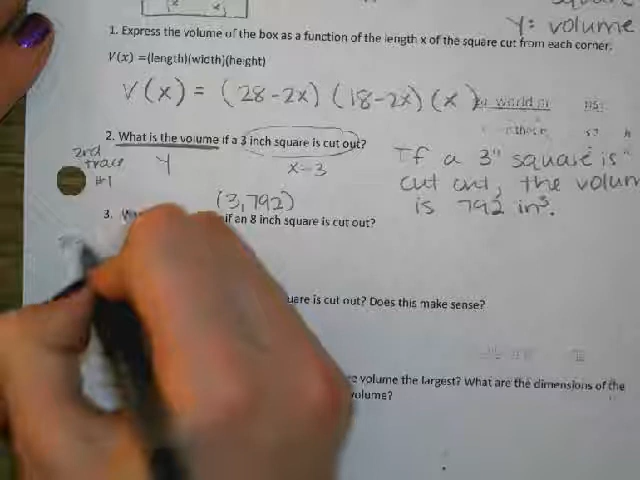 Y: volume
1. Express the volume of the box as a function of the length x of the square cut from each corner.
V(x) =(length)(width)(height)
V(x) = (28-2x) (18-2x) (x)
2. What is the volume if a 3 inch square is cut out?
2nd
trace
#1
Y
x=3
(3,792)
If a 3" square is
cut out, the volum
is 792 in³.
3.
if an 8 inch square is cut out?
uare is cut out? Does this make sense?
volume the largest? What are the dimensions of the
volume?